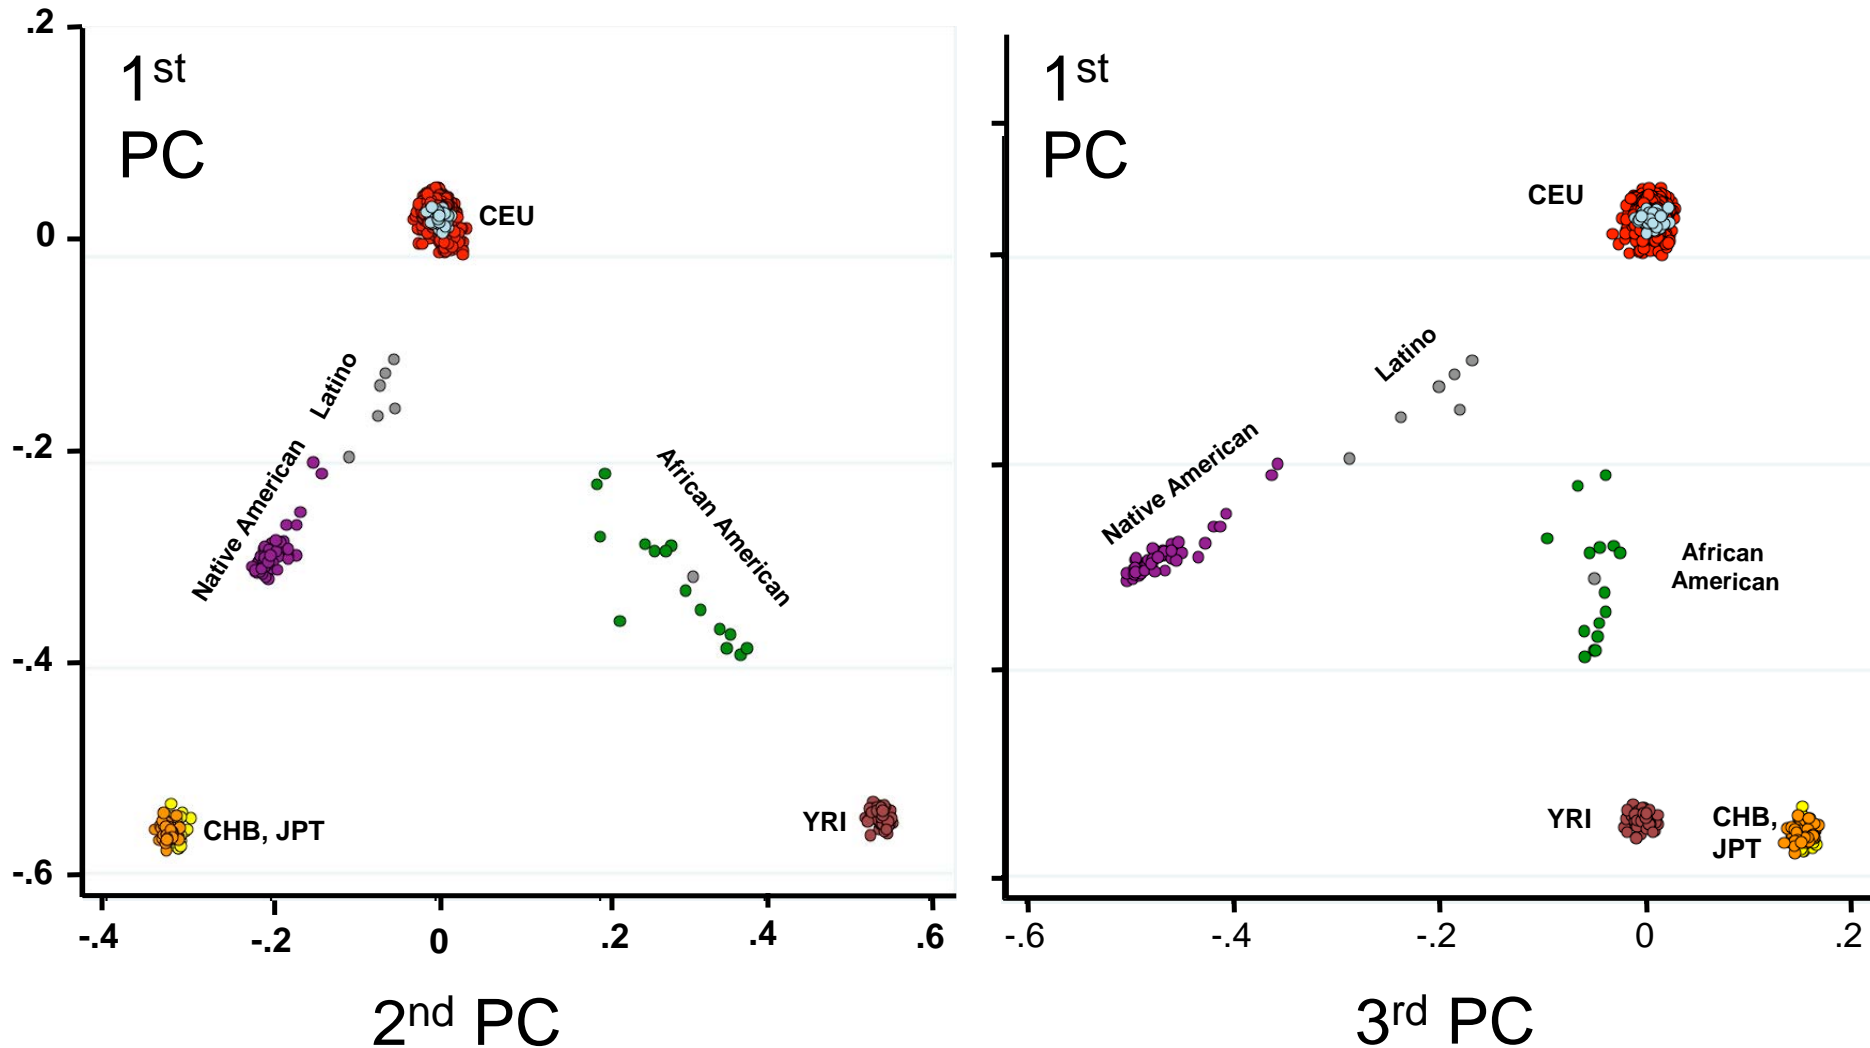 .2
0
-.2
-.4
-.6
1st
PC
CEU
Latino
Native American
African American
CHB, JPT
YRI
-.4
-.2
0
.2
.4
.6
2nd PC
1st
PC
CEU
Latino
Native American
African
American
YRI
CHB,
JPT
-.6
-.4
-.2
0
.2
3rd PC